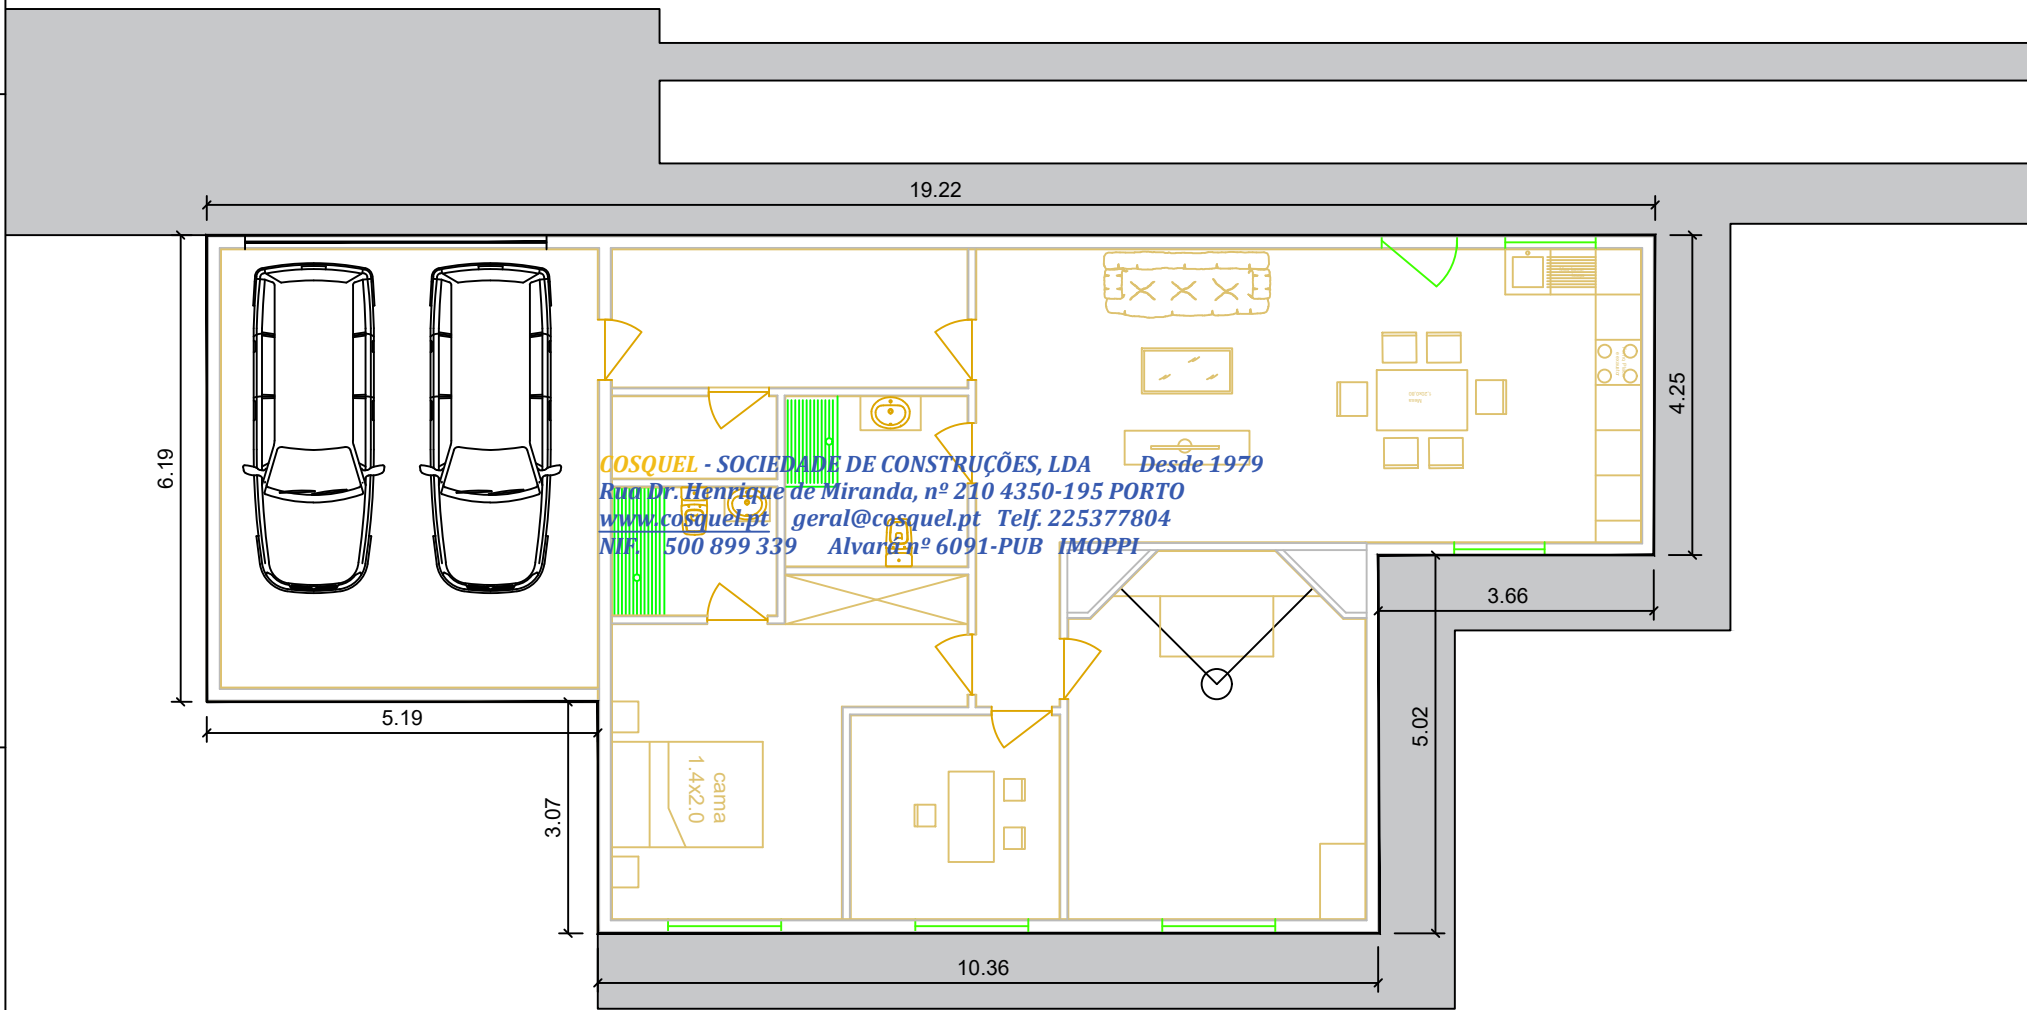 19.22
6.19
4.25
COSQUEL - SOCIEDADE DE CONSTRUÇÕES, LDA Desde 1979
Rua Dr. Henrique de Miranda, nº 210 4350-195 PORTO
www.cosquel.pt geral@cosquel.pt Telf. 225377804
NIF. 500 899 339 Alvará nº 6091-PUB IMOPPI
3.66
5.19
5.02
cama
1.4x2.0
3.07
10.36